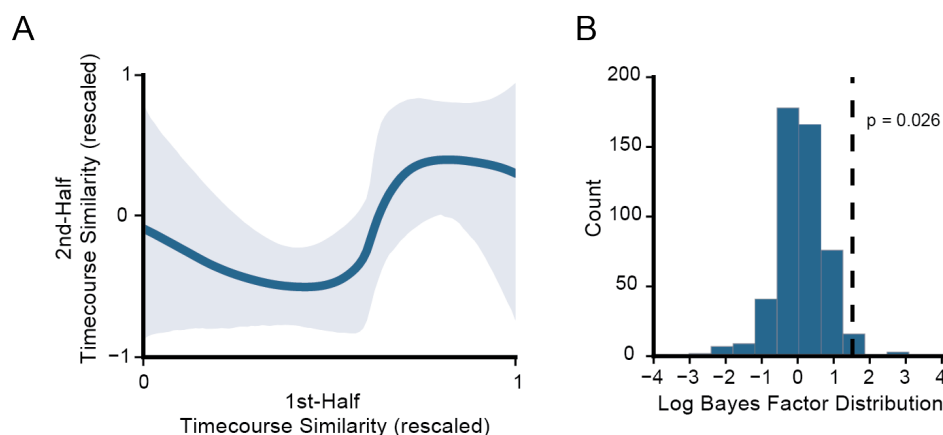 A
2nd-Half
Timecourse Similarity (rescaled)
1
0
−1
0
1
1st-Half
Timecourse Similarity (rescaled)
B
Count
200
150
100
50
0
p = 0.026
−4 −3 −2 −1 0 1 2 3 4
Log Bayes Factor Distribution